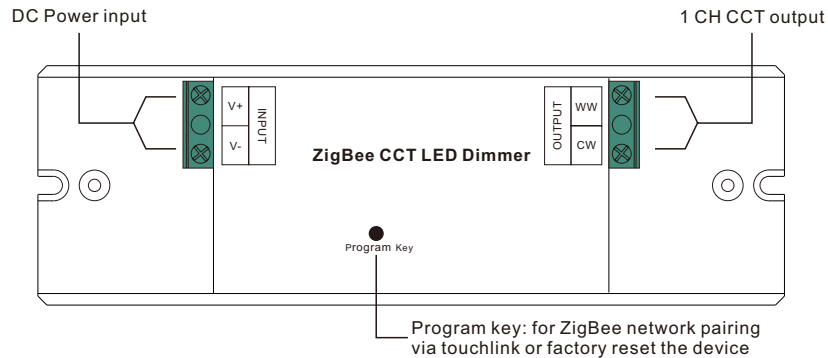 DC Power input
1 CH CCT output
V+
V-
INPUT
OUTPUT
WW
CW
ZigBee CCT LED Dimmer
Program Key
Program key: for ZigBee network pairing
via touchlink or factory reset the device